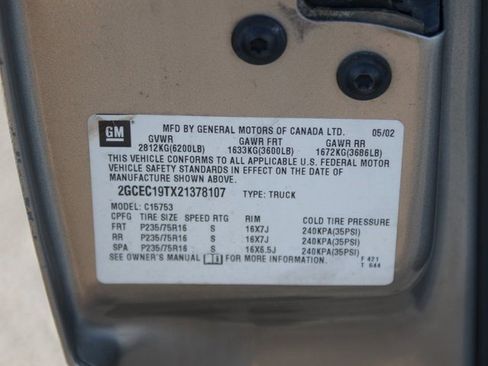 GM
MFD BY GENERAL MOTORS OF CANADA LTD. 05/02
GVWR GAWR FRT GAWR RR
2812KG(6200LB) 1633KG(3600LB) 1672KG(3686LB)
THIS VEHICLE CONFORMS TO ALL APPLICABLE U.S. FEDERAL MOTOR
VEHICLE SAFETY STANDARDS IN EFFECT ON THE DATE OF
MANUFACTURE SHOWN ABOVE.
2GCEC19TX21378107 TYPE: TRUCK
MODEL: C15753
CPFG TIRE SIZE SPEED RTG RIM COLD TIRE PRESSURE
FRT P235/75R16 S 16X7J 240KPA(35PSI)
RR P235/75R16 S 16X7J 240KPA(35PSI)
SPA P235/75R16 S 16X6.5J 240KPA(35PSI)
SEE OWNER'S MANUAL FOR MORE INFORMATION. F 421
T 644